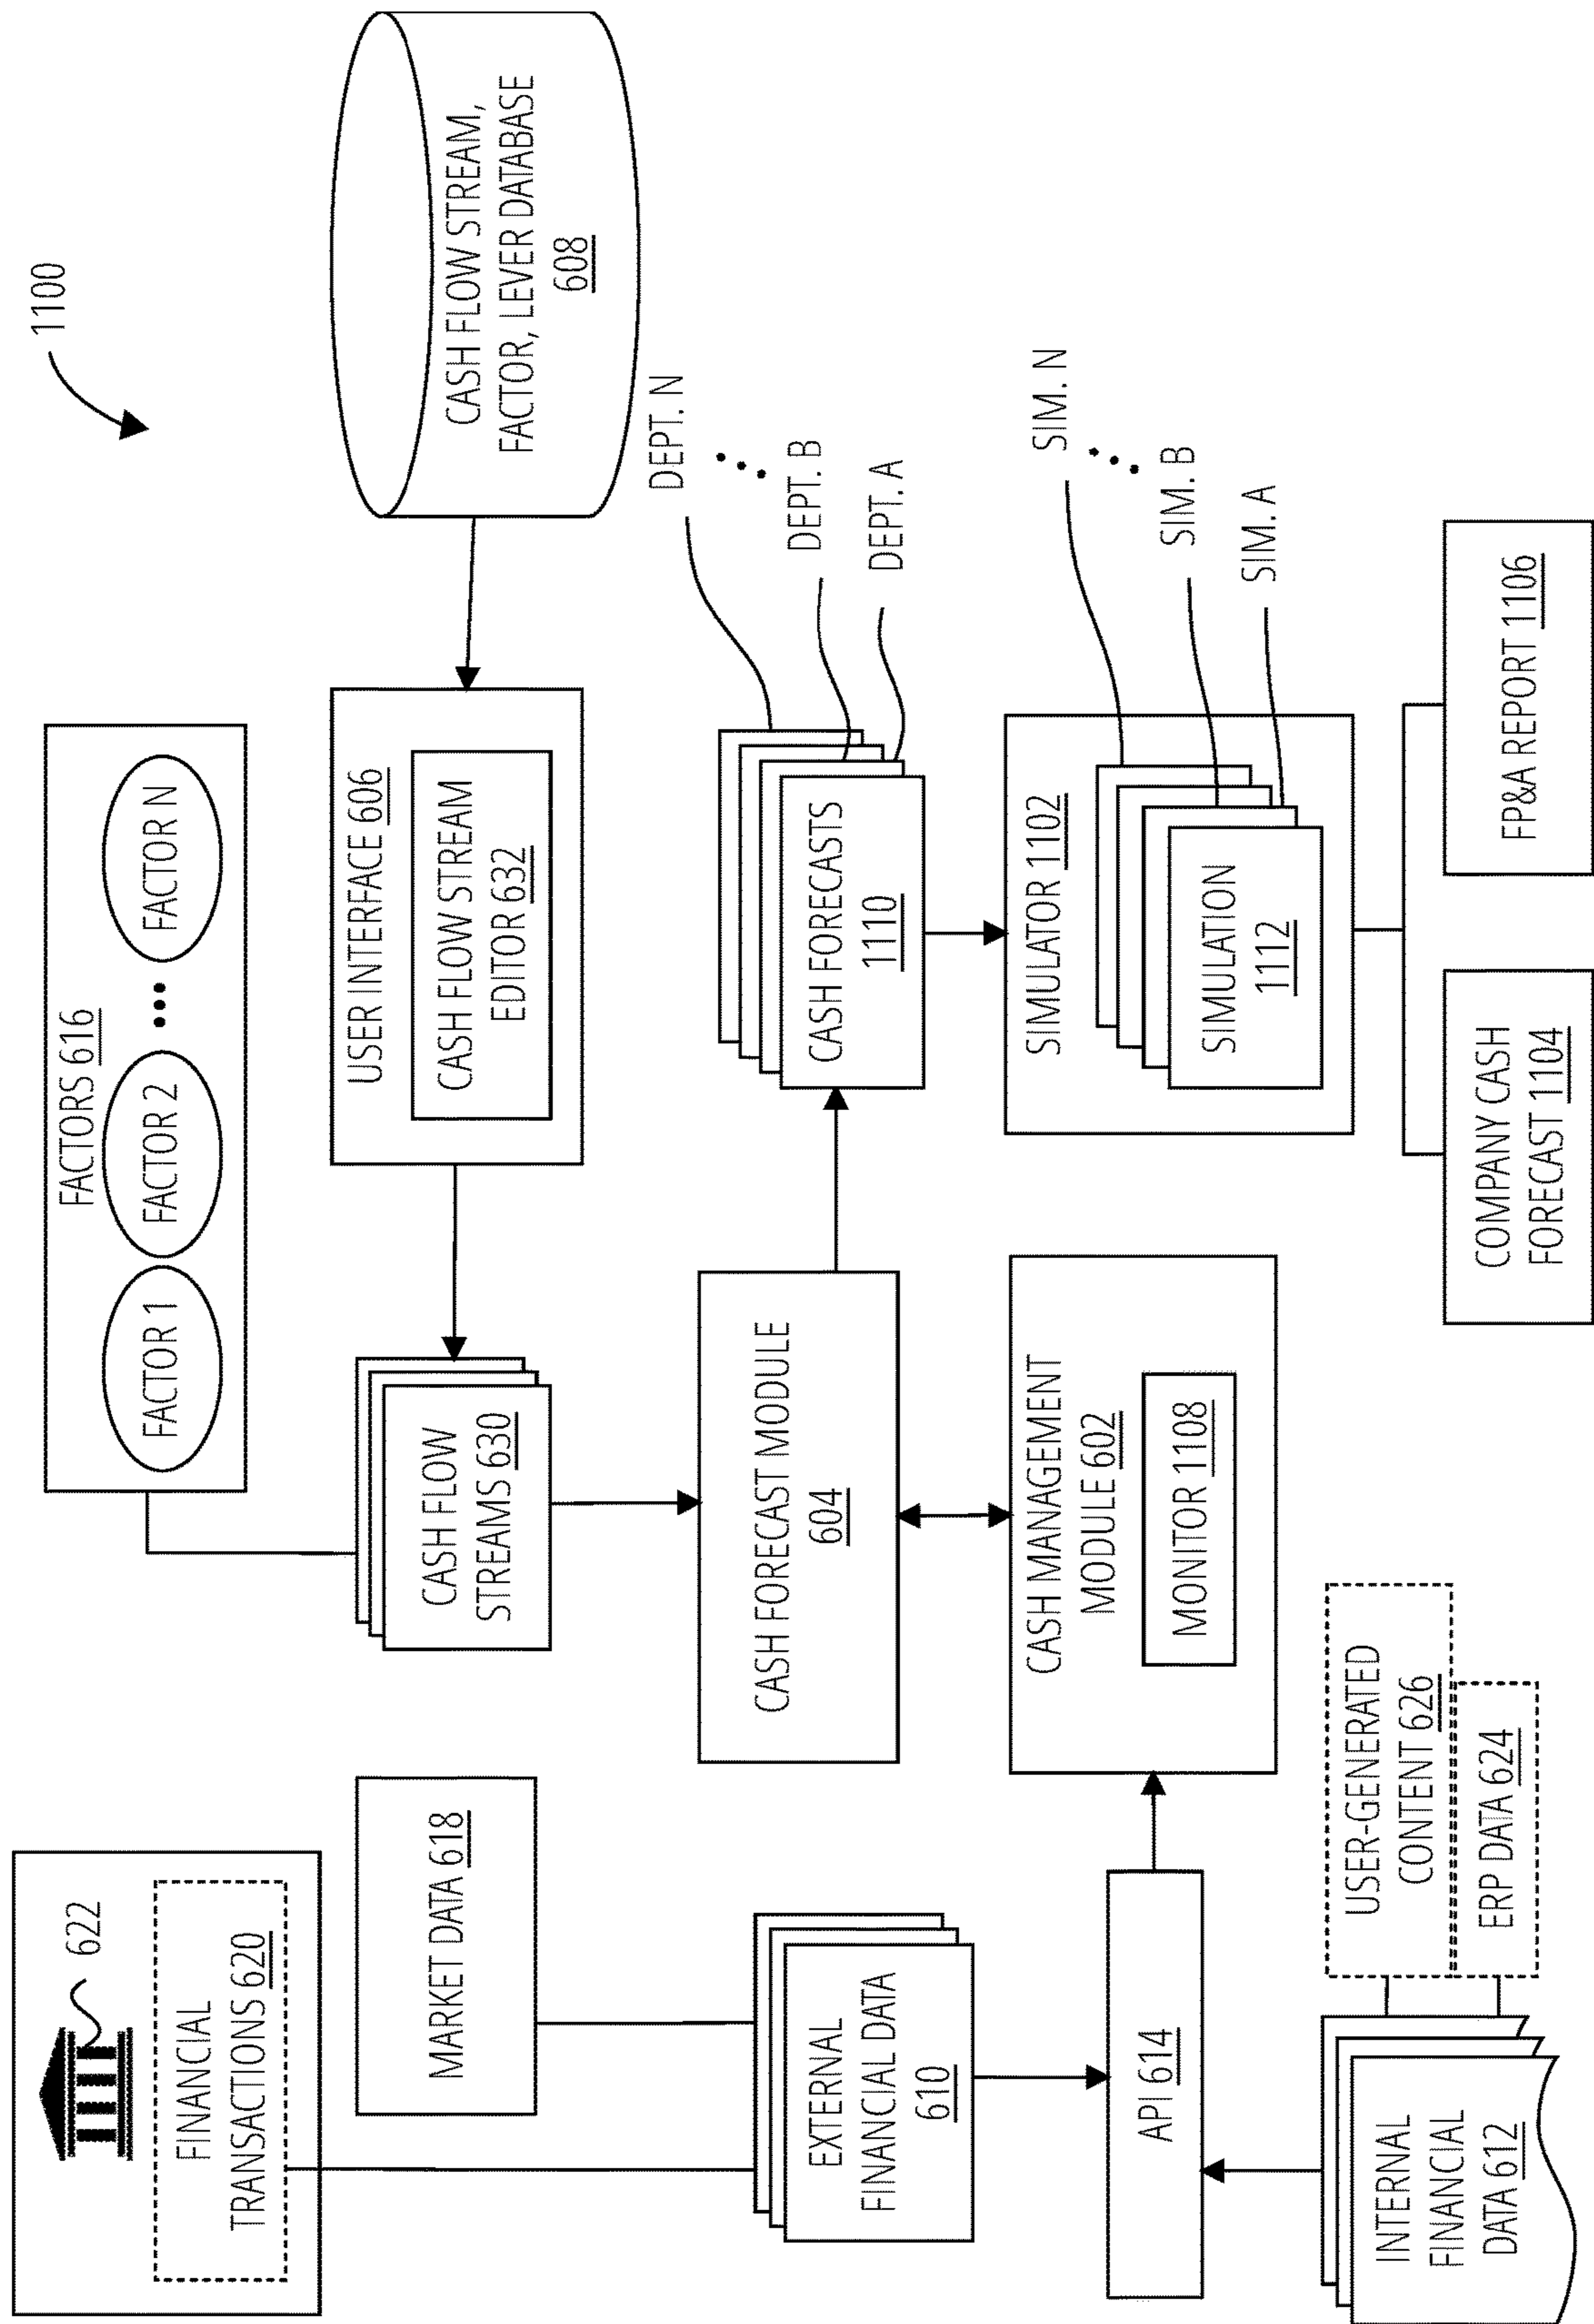 1100
622
FINANCIAL
TRANSACTIONS 620
FACTORS 616
FACTOR 1
FACTOR 2
•••
FACTOR N
MARKET DATA 618
CASH FLOW
STREAMS 630
USER INTERFACE 606
CASH FLOW STREAM
EDITOR 632
CASH FLOW STREAM,
FACTOR, LEVER DATABASE
608
EXTERNAL
FINANCIAL DATA
610
CASH FORECAST MODULE
604
CASH FORECASTS
1110
DEPT. N
•••
DEPT. B
DEPT. A
API 614
CASH MANAGEMENT
MODULE 602
MONITOR 1108
SIMULATOR 1102
SIMULATION
1112
SIM. N
•••
SIM. B
SIM. A
INTERNAL
FINANCIAL
DATA 612
USER-GENERATED
CONTENT 626
ERP DATA 624
COMPANY CASH
FORECAST 1104
FP&A REPORT 1106